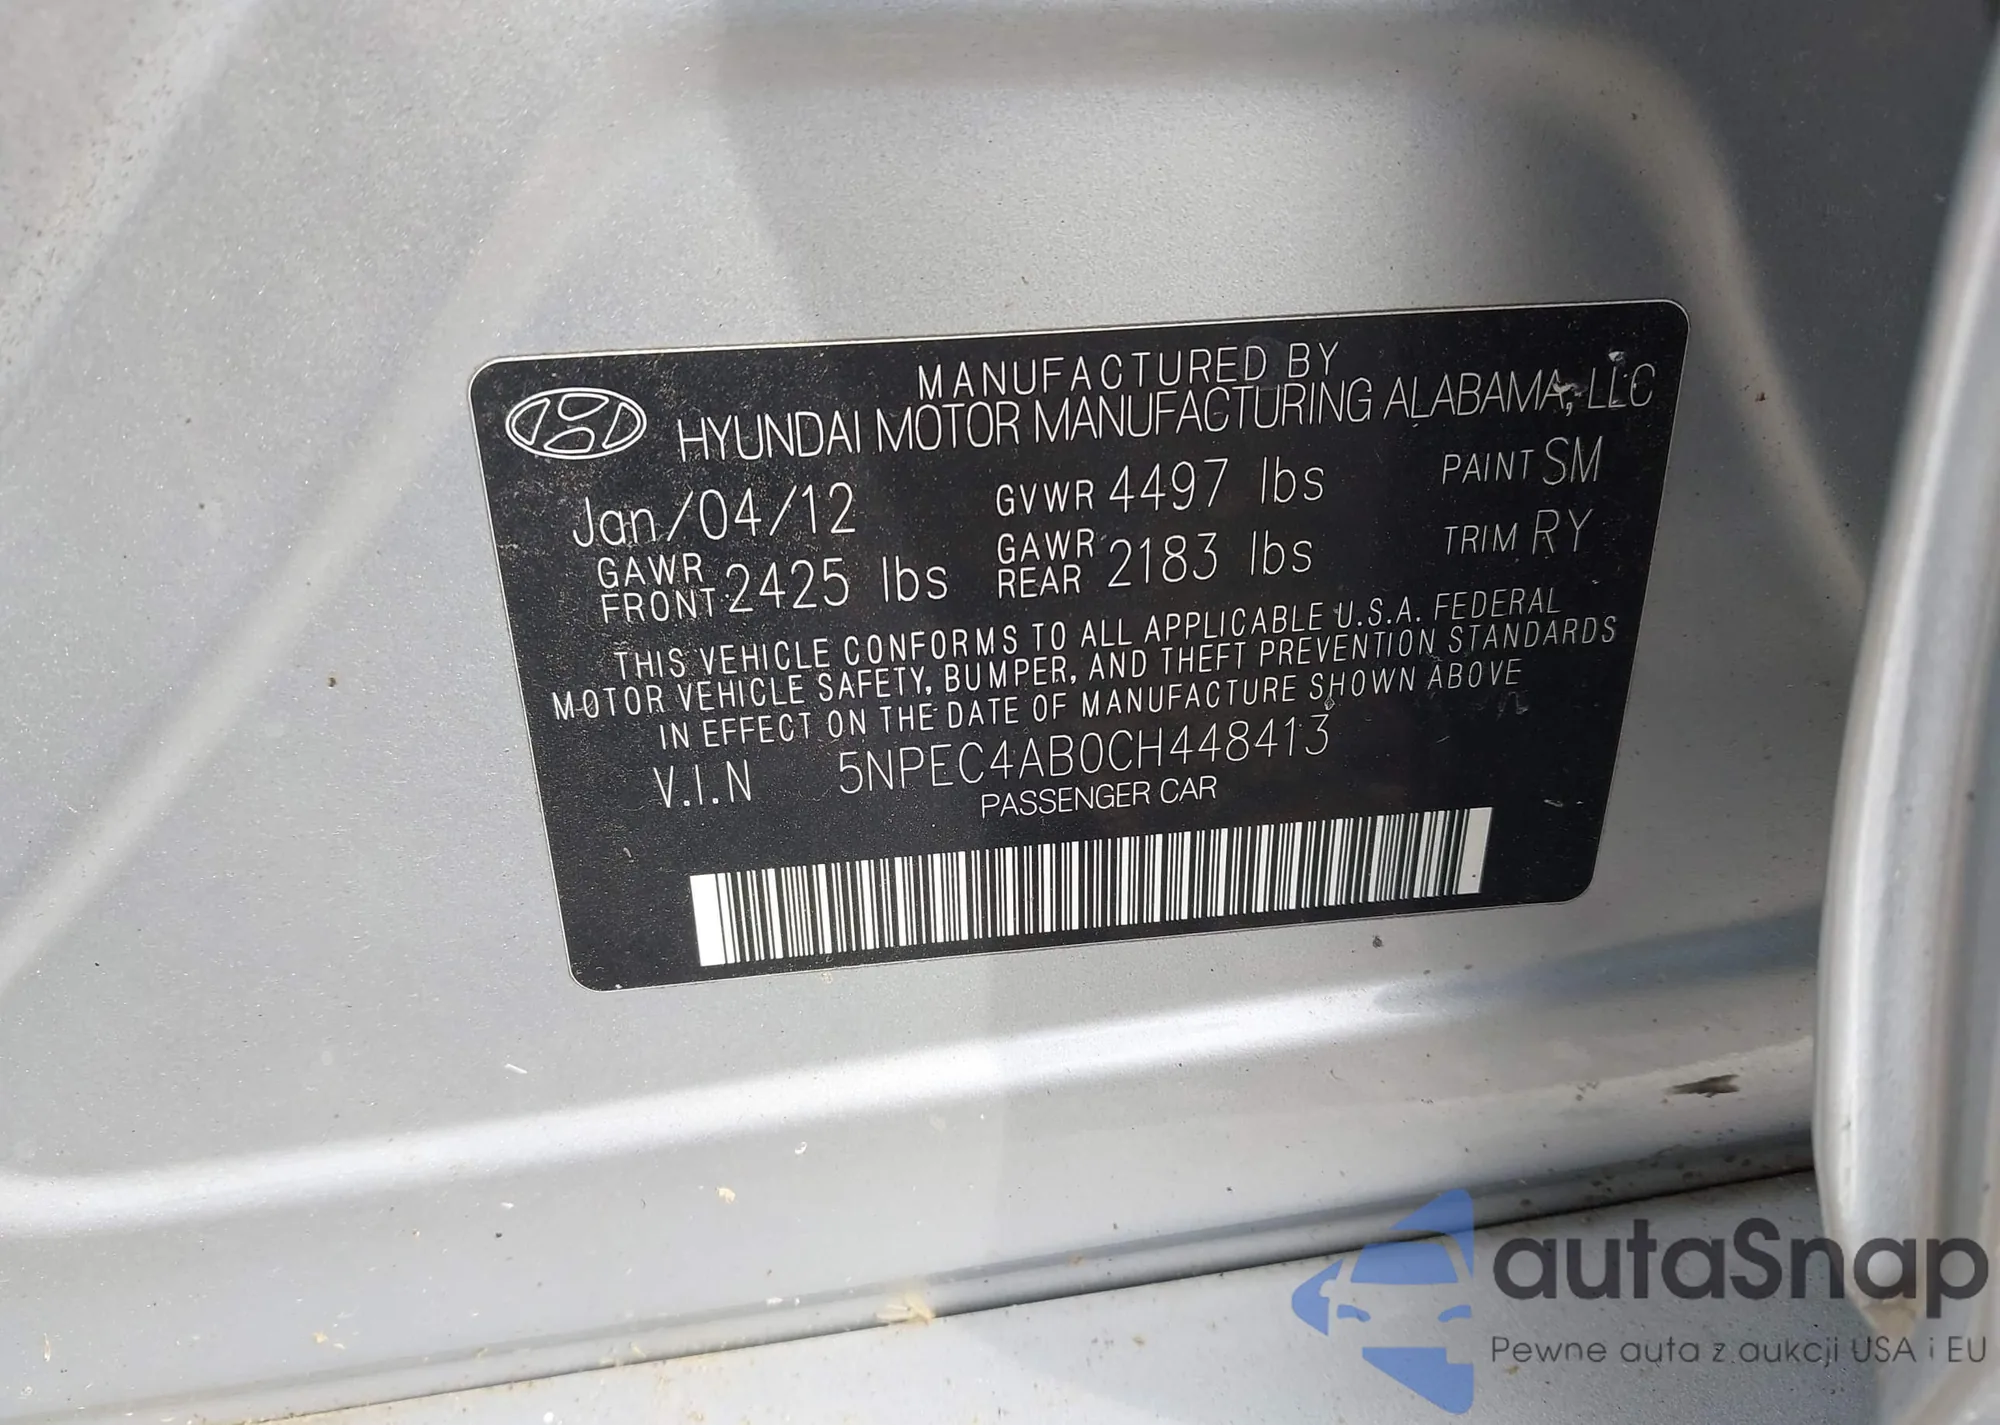 MANUFACTURED BY
HYUNDAI MOTOR MANUFACTURING ALABAMA, LLC
Jan/04/12 GVWR 4497 lbs PAINT SM
GAWR FRONT 2425 lbs GAWR REAR 2183 lbs TRIM RY
THIS VEHICLE CONFORMS TO ALL APPLICABLE U.S.A. FEDERAL
MOTOR VEHICLE SAFETY, BUMPER, AND THEFT PREVENTION STANDARDS
IN EFFECT ON THE DATE OF MANUFACTURE SHOWN ABOVE
V.I.N 5NPEC4AB0CH448413
PASSENGER CAR
autaSnap
Pewne auta z aukcji USA i EU